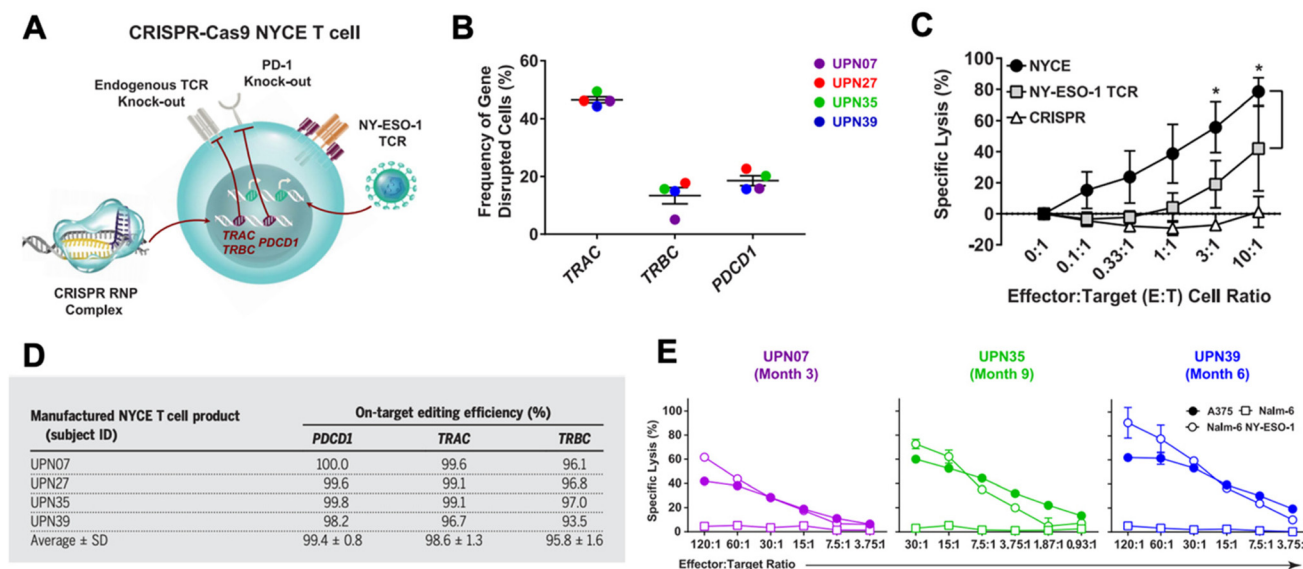 A
CRISPR-Cas9 NYCE T cell
PD-1
Knock-out
Endogenous TCR
Knock-out
NY-ESO-1
TCR
TRAC
TRBC
PDCD1
CRISPR RNP
Complex
B
Frequency of Gene
Disrupted Cells (%)
60
40
20
0
TRAC
TRBC
PDCD1
UPN07
UPN27
UPN35
UPN39
C
Specific Lysis (%)
100
80
60
40
20
0
-20
NYCE
NY-ESO-1 TCR
CRISPR
*
*
0:1
0.1:1
0.33:1
1:1
3:1
10:1
Effector:Target (E:T) Cell Ratio
D
Manufactured NYCE T cell product
(subject ID)
On-target editing efficiency (%)
PDCD1 TRAC TRBC
UPN07 100.0 99.6 96.1
UPN27 99.6 99.1 96.8
UPN35 99.8 99.1 97.0
UPN39 98.2 96.7 93.5
Average ± SD 99.4 ± 0.8 98.6 ± 1.3 95.8 ± 1.6
E
UPN07
(Month 3)
UPN35
(Month 9)
UPN39
(Month 6)
Specific Lysis (%)
100
80
60
40
20
0
A375 Nalm-6
Nalm-6 NY-ESO-1
120:1 60:1 30:1 15:1 7.5:1 3.75:1
30:1 15:1 7.5:1 3.75:1 1.87:1 0.93:1
120:1 60:1 30:1 15:1 7.5:1 3.75:1
Effector:Target Ratio